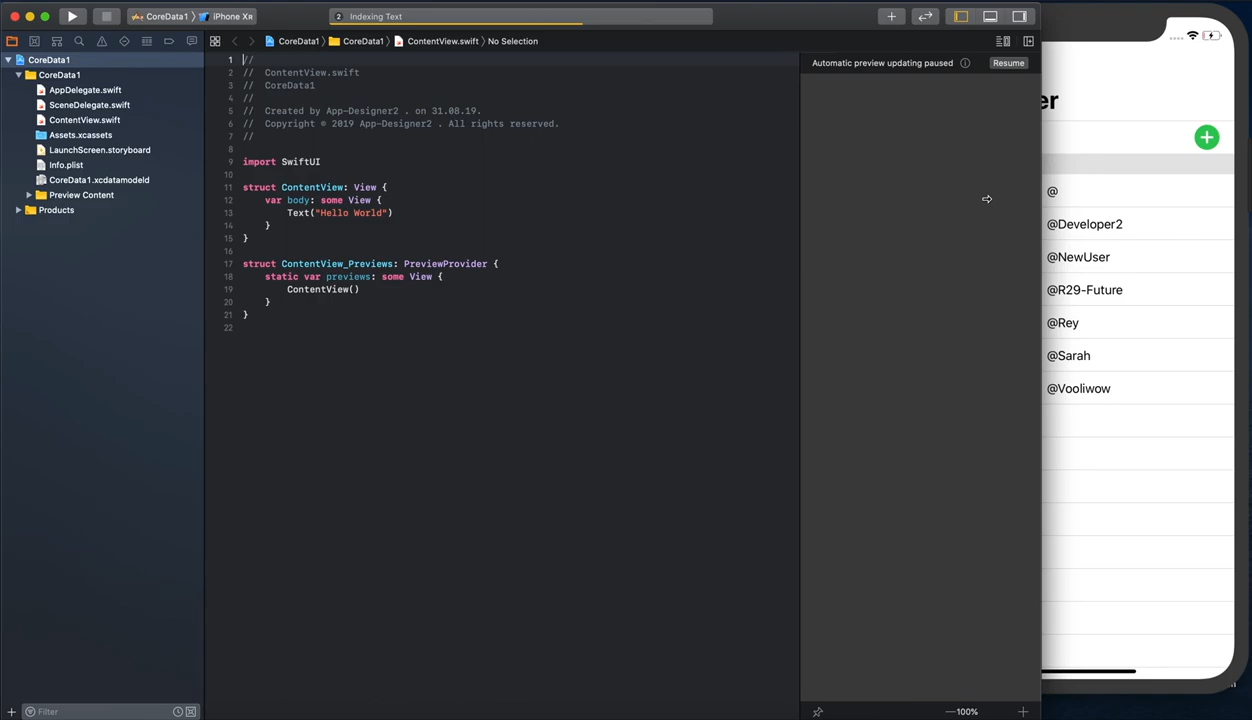 CoreData1 〉 iPhone Xʀ
2 Indexing Text
CoreData1 〉 CoreData1 〉 ContentView.swift 〉 No Selection
CoreData1
CoreData1
AppDelegate.swift
SceneDelegate.swift
ContentView.swift
Assets.xcassets
LaunchScreen.storyboard
Info.plist
CoreData1.xcdatamodeld
Preview Content
Products
Filter
1 //
2 //  ContentView.swift
3 //  CoreData1
4 //
5 //  Created by App-Designer2 . on 31.08.19.
6 //  Copyright © 2019 App-Designer2 . All rights reserved.
7 //
8
9 import SwiftUI
10
11 struct ContentView: View {
12     var body: some View {
13         Text("Hello World")
14     }
15 }
16
17 struct ContentView_Previews: PreviewProvider {
18     static var previews: some View {
19         ContentView()
20     }
21 }
22
Automatic preview updating paused Resume
100%
er
@
@Developer2
@NewUser
@R29-Future
@Rey
@Sarah
@Vooliwow